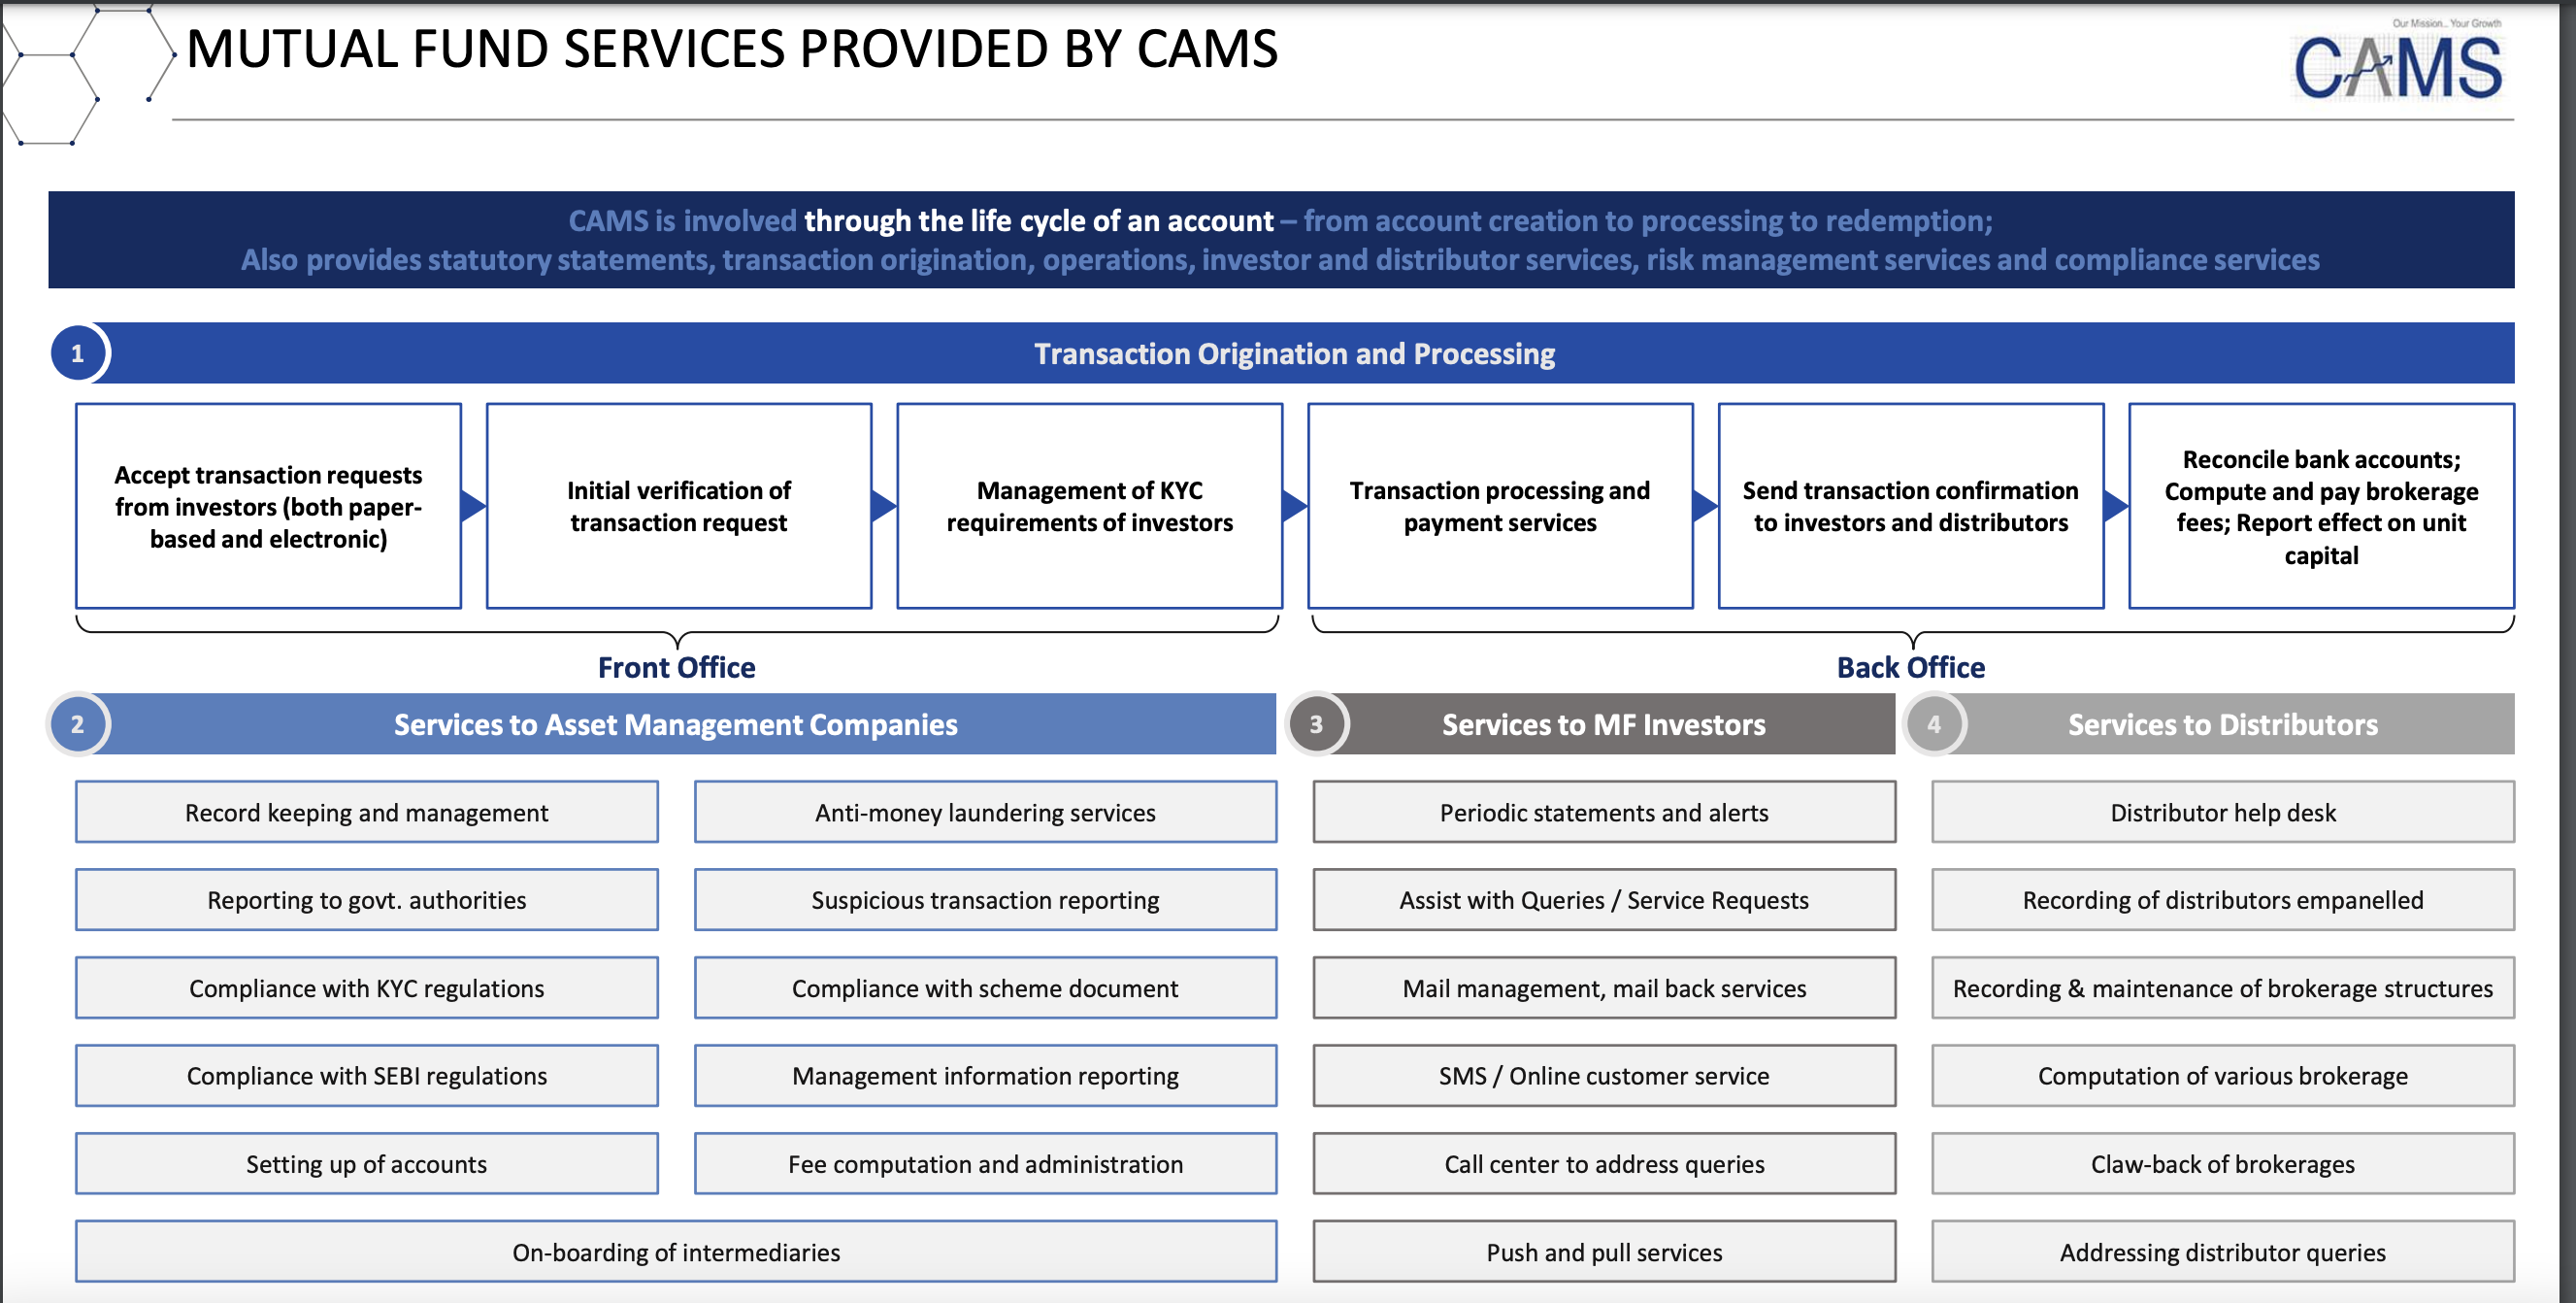 MUTUAL FUND SERVICES PROVIDED BY CAMS
Our Mission... Your Growth
CAMS
CAMS is involved through the life cycle of an account – from account creation to processing to redemption;
Also provides statutory statements, transaction origination, operations, investor and distributor services, risk management services and compliance services
1
Transaction Origination and Processing
Accept transaction requests
from investors (both paper-
based and electronic)
Initial verification of
transaction request
Management of KYC
requirements of investors
Transaction processing and
payment services
Send transaction confirmation
to investors and distributors
Reconcile bank accounts;
Compute and pay brokerage
fees; Report effect on unit
capital
Front Office
Back Office
2
Services to Asset Management Companies
Record keeping and management
Anti-money laundering services
Reporting to govt. authorities
Suspicious transaction reporting
Compliance with KYC regulations
Compliance with scheme document
Compliance with SEBI regulations
Management information reporting
Setting up of accounts
Fee computation and administration
On-boarding of intermediaries
3
Services to MF Investors
Periodic statements and alerts
Assist with Queries / Service Requests
Mail management, mail back services
SMS / Online customer service
Call center to address queries
Push and pull services
4
Services to Distributors
Distributor help desk
Recording of distributors empanelled
Recording & maintenance of brokerage structures
Computation of various brokerage
Claw-back of brokerages
Addressing distributor queries